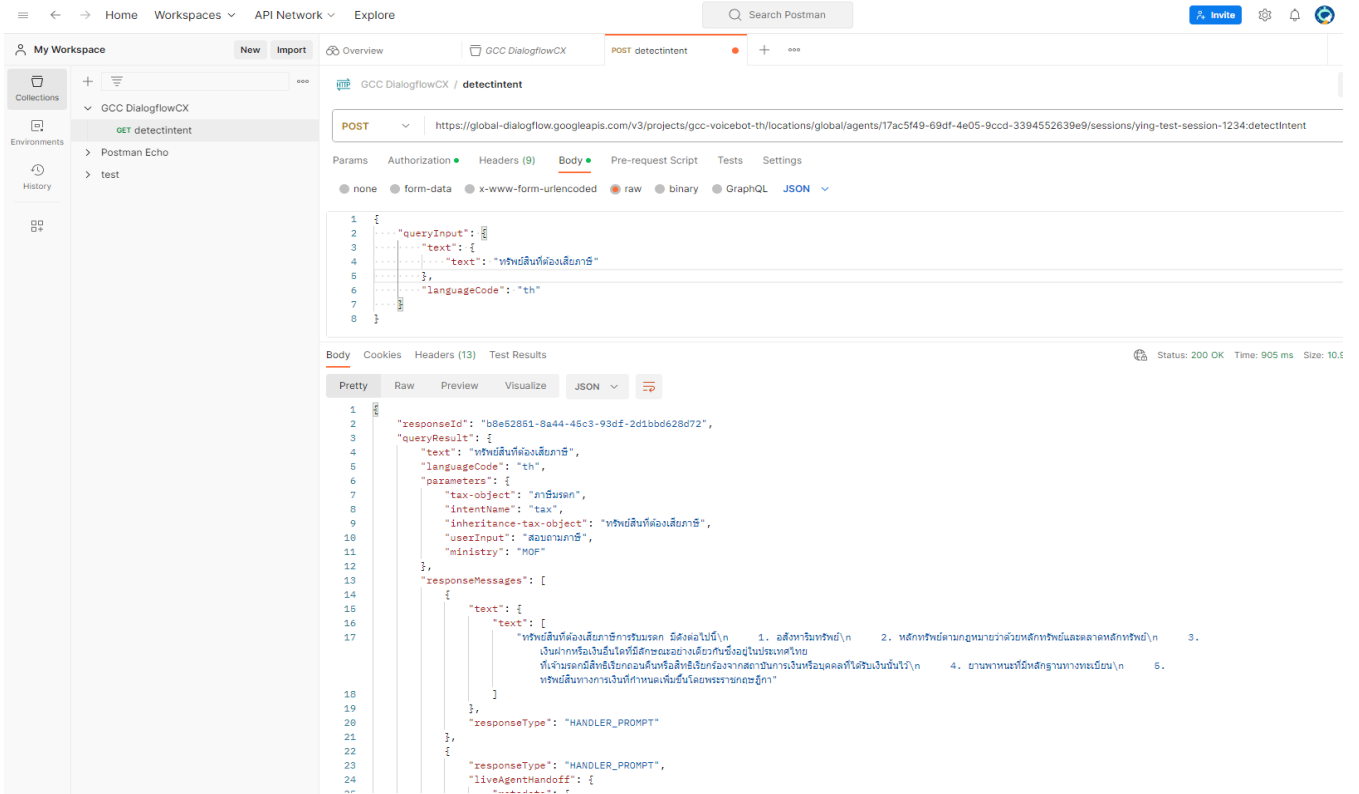 Home Workspaces API Network Explore Search Postman Invite
My Workspace New Import Overview GCC DialogflowCX POST detectintent
Collections
Environments
History
GCC DialogflowCX
GET detectintent
Postman Echo
test
HTTP GCC DialogflowCX / detectintent
POST https://global-dialogflow.googleapis.com/v3/projects/gcc-voicebot-th/locations/global/agents/17ac5f49-69df-4e05-9ccd-3394552639e9/sessions/ying-test-session-1234:detectIntent
Params Authorization Headers (9) Body Pre-request Script Tests Settings
none form-data x-www-form-urlencoded raw binary GraphQL JSON
1 {
2 "queryInput": {
3 "text": {
4 "text": "ทรัพย์สินที่ต้องเสียภาษี"
5 },
6 "languageCode": "th"
7 }
8 }
Body Cookies Headers (13) Test Results Status: 200 OK Time: 905 ms Size: 10.9
Pretty Raw Preview Visualize JSON
1 {
2 "responseId": "b8e52851-8a44-45c3-93df-2d1bbd628d72",
3 "queryResult": {
4 "text": "ทรัพย์สินที่ต้องเสียภาษี",
5 "languageCode": "th",
6 "parameters": {
7 "tax-object": "ภาษีมรดก",
8 "intentName": "tax",
9 "inheritance-tax-object": "ทรัพย์สินที่ต้องเสียภาษี",
10 "userInput": "สอบถามภาษี",
11 "ministry": "MOF"
12 },
13 "responseMessages": [
14 {
15 "text": {
16 "text": [
17 "ทรัพย์สินที่ต้องเสียภาษีการรับมรดก มีดังต่อไปนี้\n 1. อสังหาริมทรัพย์\n 2. หลักทรัพย์ตามกฎหมายว่าด้วยหลักทรัพย์และตลาดหลักทรัพย์\n 3.
เงินฝากหรือเงินอื่นใดที่มีลักษณะอย่างเดียวกันซึ่งอยู่ในประเทศไทย
ที่เจ้ามรดกมีสิทธิเรียกถอนคืนหรือสิทธิเรียกร้องจากสถาบันการเงินหรือบุคคลที่ได้รับเงินนั้นไว้\n 4. ยานพาหนะที่มีหลักฐานทางทะเบียน\n 5.
ทรัพย์สินทางการเงินที่กำหนดเพิ่มขึ้นโดยพระราชกฤษฎีกา"
18 ]
19 },
20 "responseType": "HANDLER_PROMPT"
21 },
22 {
23 "responseType": "HANDLER_PROMPT",
24 "liveAgentHandoff": {